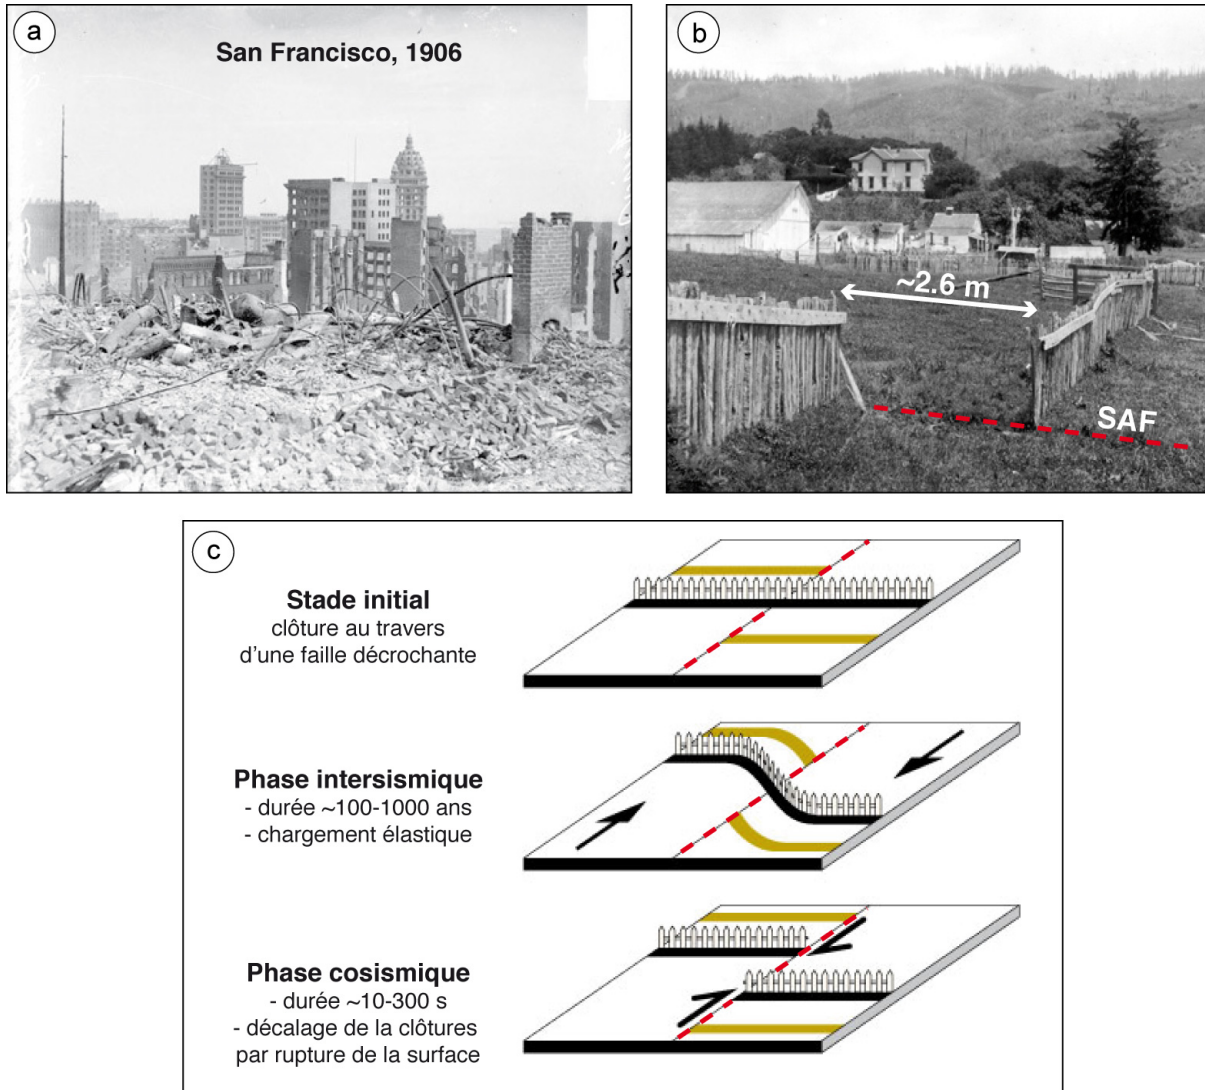 a
San Francisco, 1906
b
~2.6 m
SAF
c
Stade initial
clôture au travers
d'une faille décrochante
Phase intersismique
- durée ~100-1000 ans
- chargement élastique
Phase cosismique
- durée ~10-300 s
- décalage de la clôtures
par rupture de la surface